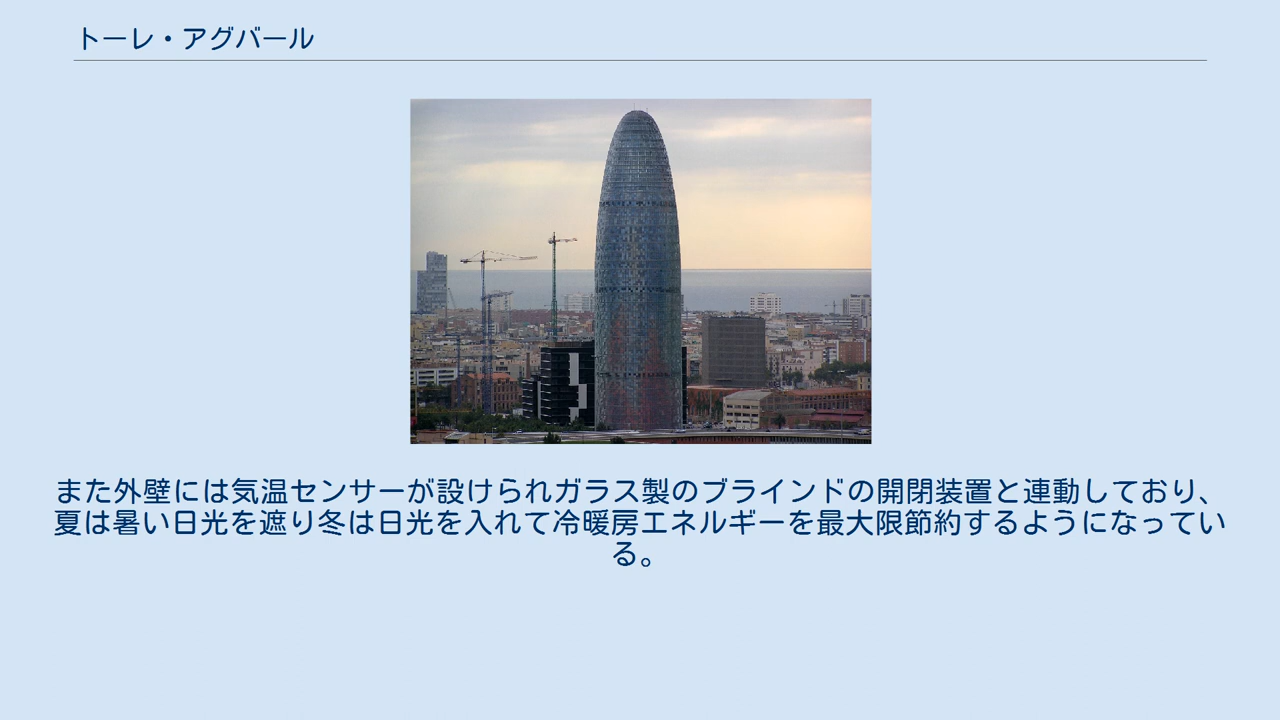 トーレ・アグバール
また外壁には気温センサーが設けられガラス製のブラインドの開閉装置と連動しており、
夏は暑い日光を遮り冬は日光を入れて冷暖房エネルギーを最大限節約するようになってい
る。